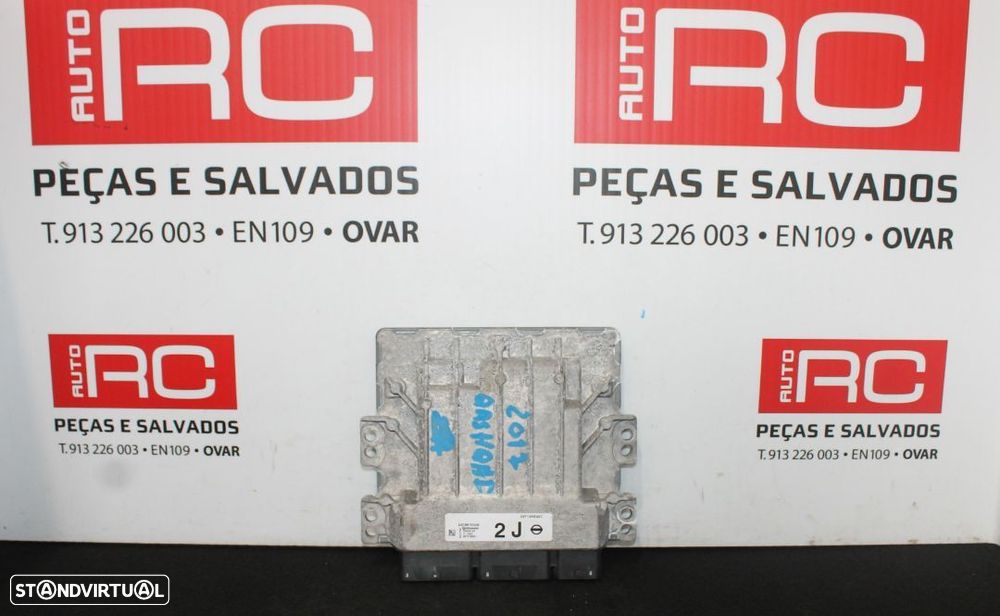 AUTO RC
PEÇAS E SALVADOS
T. 913 226 003 • EN109 • OVAR
AUTO RC
PEÇAS E SALVADOS
T. 913 226 003 • EN109 • OVAR
AUTO RC
PEÇAS E SALVADOS
T. 913 226 003 • EN109 • OVAR
AUTO RC
PEÇAS E SALVADOS
T. 913 226 003 • EN109 • OVAR
2017
2 J
STANDVIRTUAL